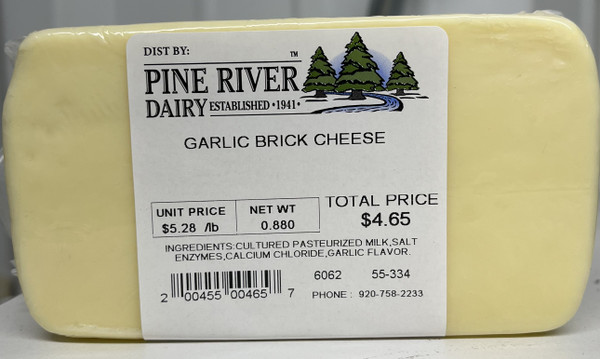 DIST BY:
PINE RIVER™
DAIRY ESTABLISHED •1941•
GARLIC BRICK CHEESE
UNIT PRICE NET WT TOTAL PRICE
$5.28 /lb 0.880 $4.65
INGREDIENTS:CULTURED PASTEURIZED MILK,SALT
ENZYMES,CALCIUM CHLORIDE,GARLIC FLAVOR.
6062 55-334
2 00455 00465 7
PHONE : 920-758-2233